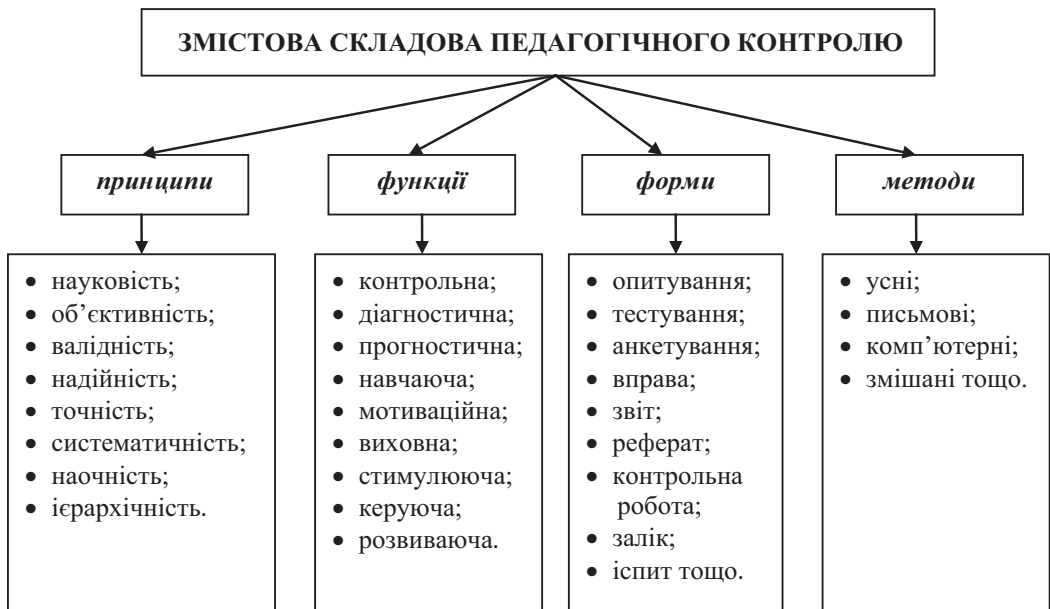 ЗМІСТОВА СКЛАДОВА ПЕДАГОГІЧНОГО КОНТРОЛЮ
принципи
функції
форми
методи
• науковість;
• об’єктивність;
• валідність;
• надійність;
• точність;
• систематичність;
• наочність;
• ієрархічність.
• контрольна;
• діагностична;
• прогностична;
• навчаюча;
• мотиваційна;
• виховна;
• стимулююча;
• керуюча;
• розвиваюча.
• опитування;
• тестування;
• анкетування;
• вправа;
• звіт;
• реферат;
• контрольна
робота;
• залік;
• іспит тощо.
• усні;
• письмові;
• комп’ютерні;
• змішані тощо.